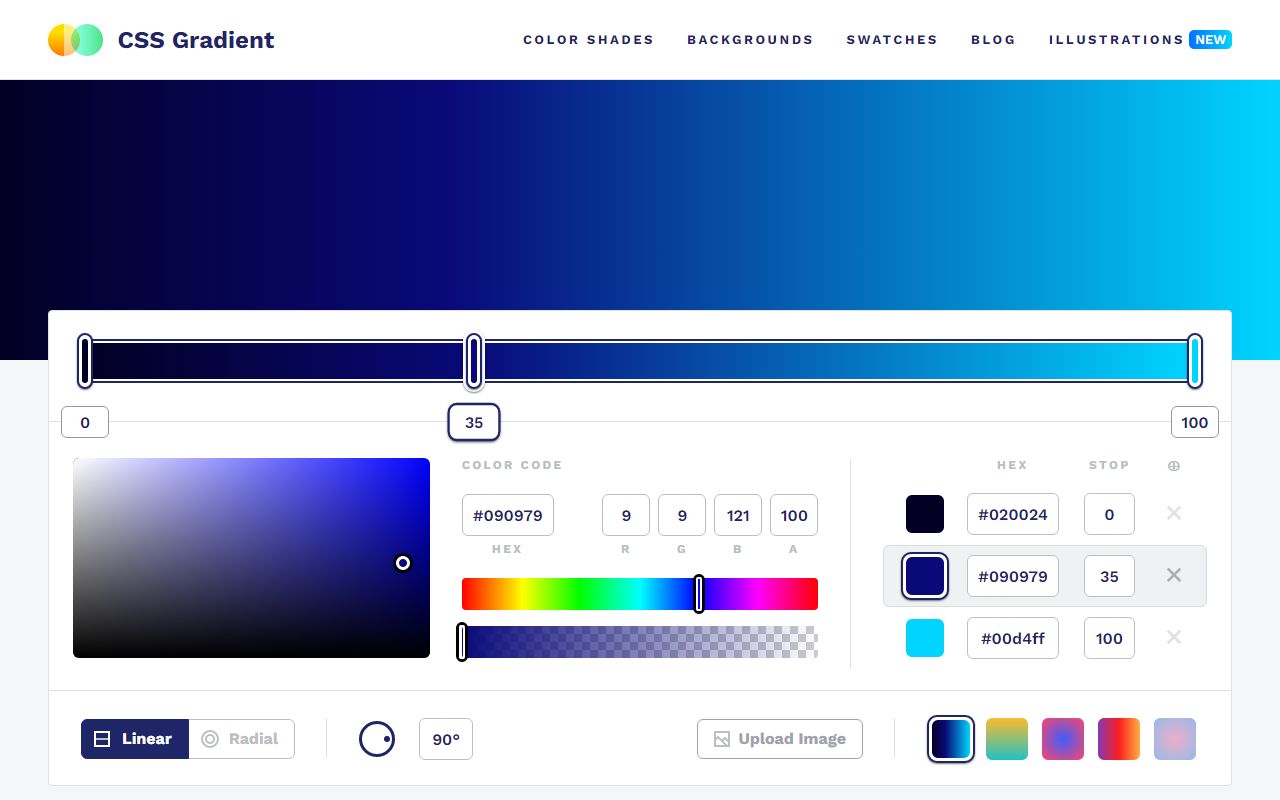 CSS Gradient
COLOR SHADES BACKGROUNDS SWATCHES BLOG ILLUSTRATIONS NEW
0 35 100
COLOR CODE
#090979 9 9 121 100
HEX R G B A
HEX STOP
#020024 0
#090979 35
#00d4ff 100
Linear Radial 90° Upload Image